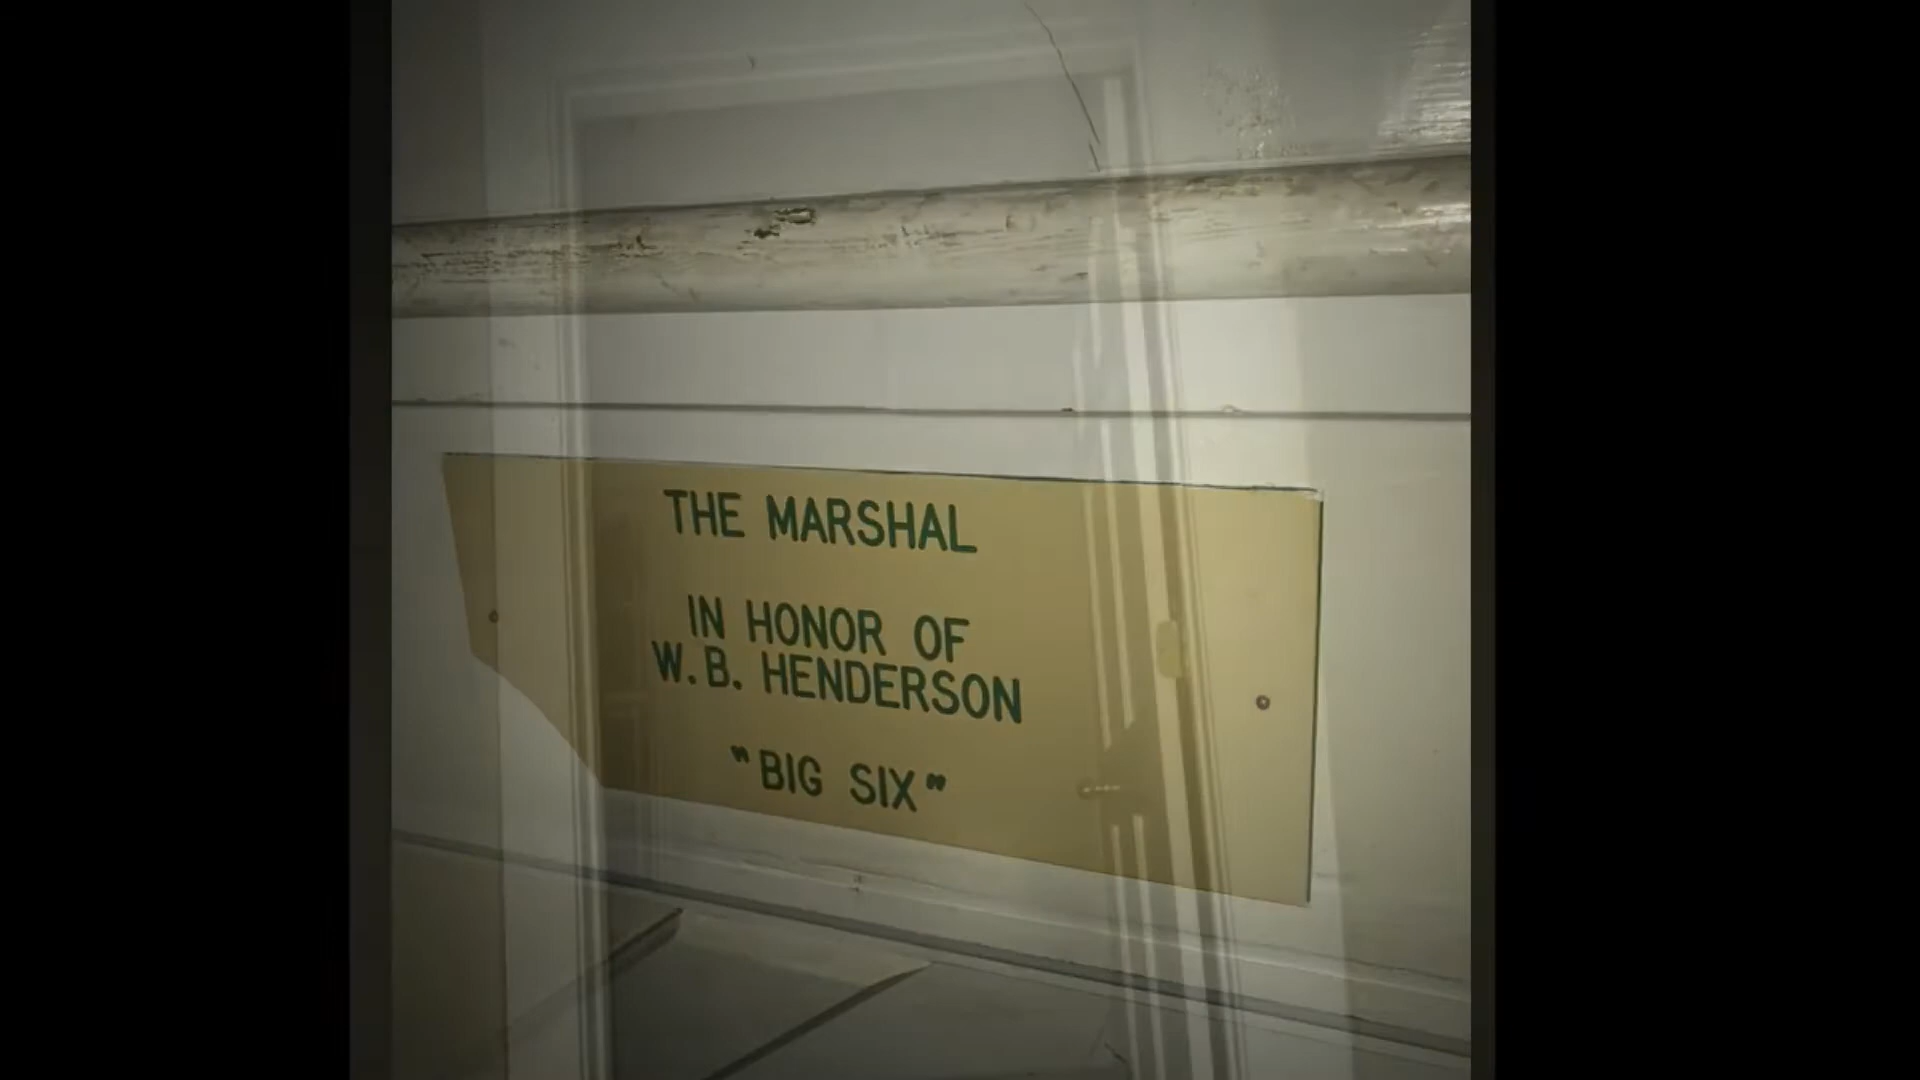 THE MARSHAL
IN HONOR OF
W. B. HENDERSON
"BIG SIX"